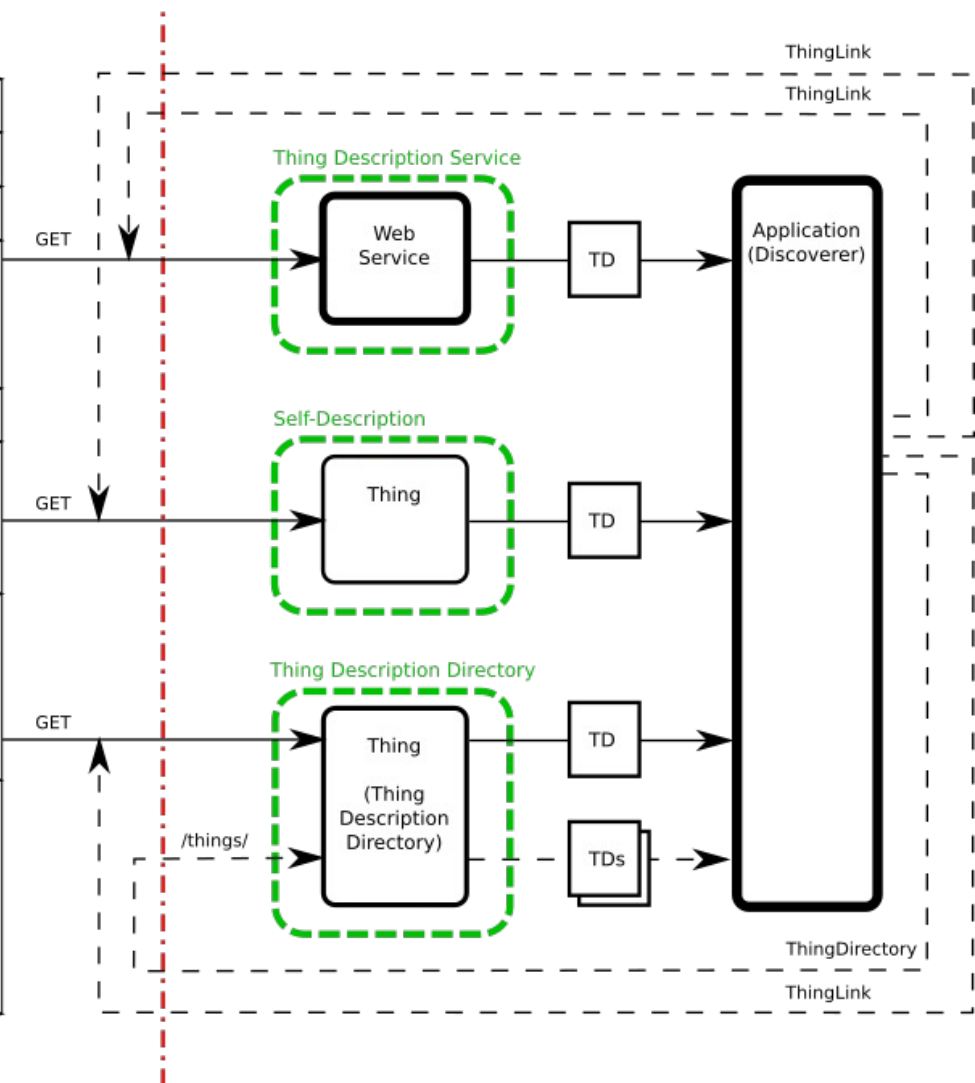 ThingLink
ThingLink
Thing Description Service
GET
Web
Service
TD
Application
(Discoverer)
Self-Description
GET
Thing
TD
Thing Description Directory
GET
Thing
TD
(Thing
Description
Directory)
/things/
TDs
ThingDirectory
ThingLink